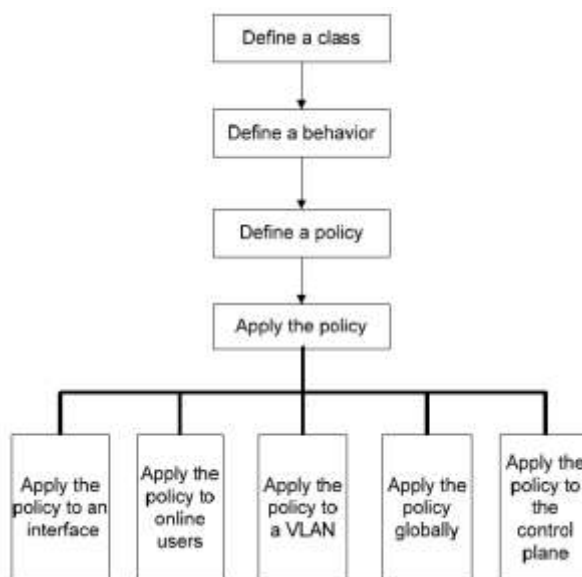 Define a class
Define a behavior
Define a policy
Apply the policy
Apply the
policy to an
interface
Apply the
policy to
online
users
Apply the
policy to
a VLAN
Apply the
policy
globally
Apply the
policy to
the
control
plane